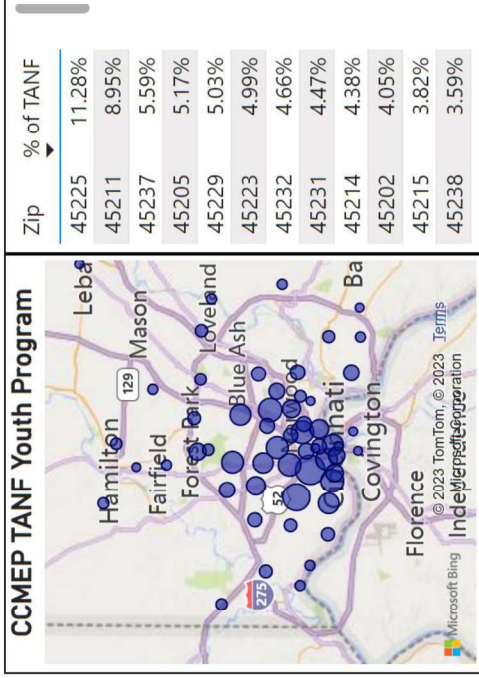 CCMEP TANF Youth Program
Leba
129
Mason
Hamilton
Fairfield
Loveland
Forest Park
Blue Ash
52
275
Ba
Covington
Florence
© 2023 TomTom, © 2023
Microsoft Corporation
Terms
Microsoft Bing
Zip % of TANF
45225 11.28%
45211 8.95%
45237 5.59%
45205 5.17%
45229 5.03%
45223 4.99%
45232 4.66%
45231 4.47%
45214 4.38%
45202 4.05%
45215 3.82%
45238 3.59%